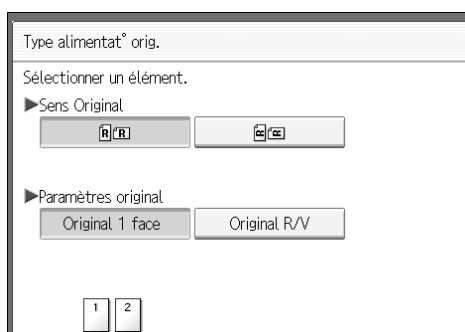 Type alimentat° orig.
Sélectionner un élément.
▶Sens Original
R R R R
▶Paramètres original
Original 1 face Original R/V
1 2